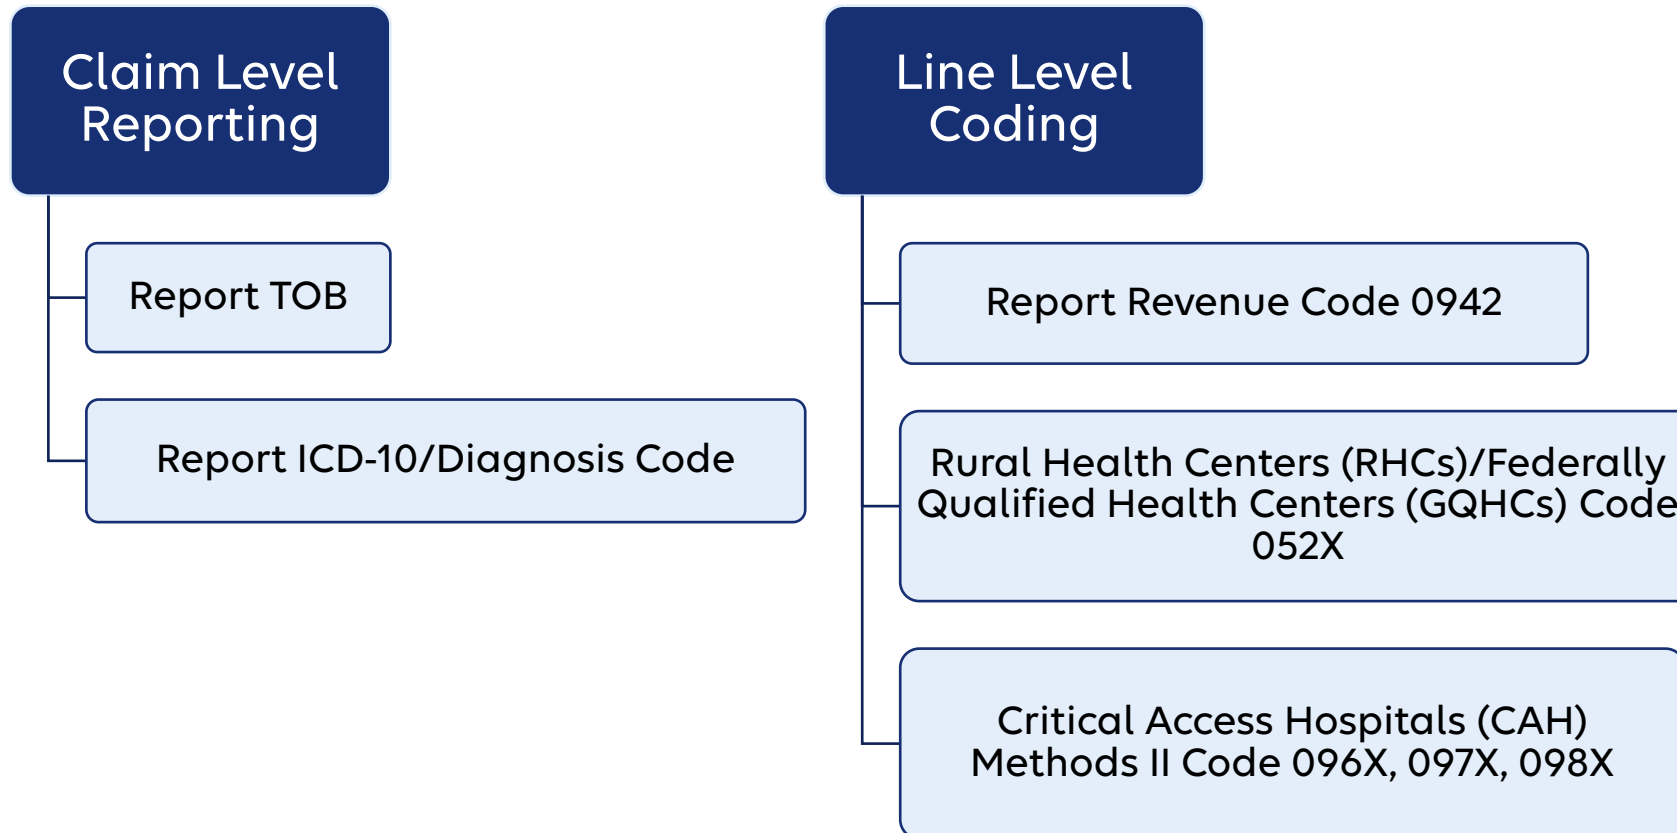 Claim Level
Reporting
Report TOB
Report ICD-10/Diagnosis Code
Line Level
Coding
Report Revenue Code 0942
Rural Health Centers (RHCs)/Federally
Qualified Health Centers (GQHCs) Code
052X
Critical Access Hospitals (CAH)
Methods II Code 096X, 097X, 098X